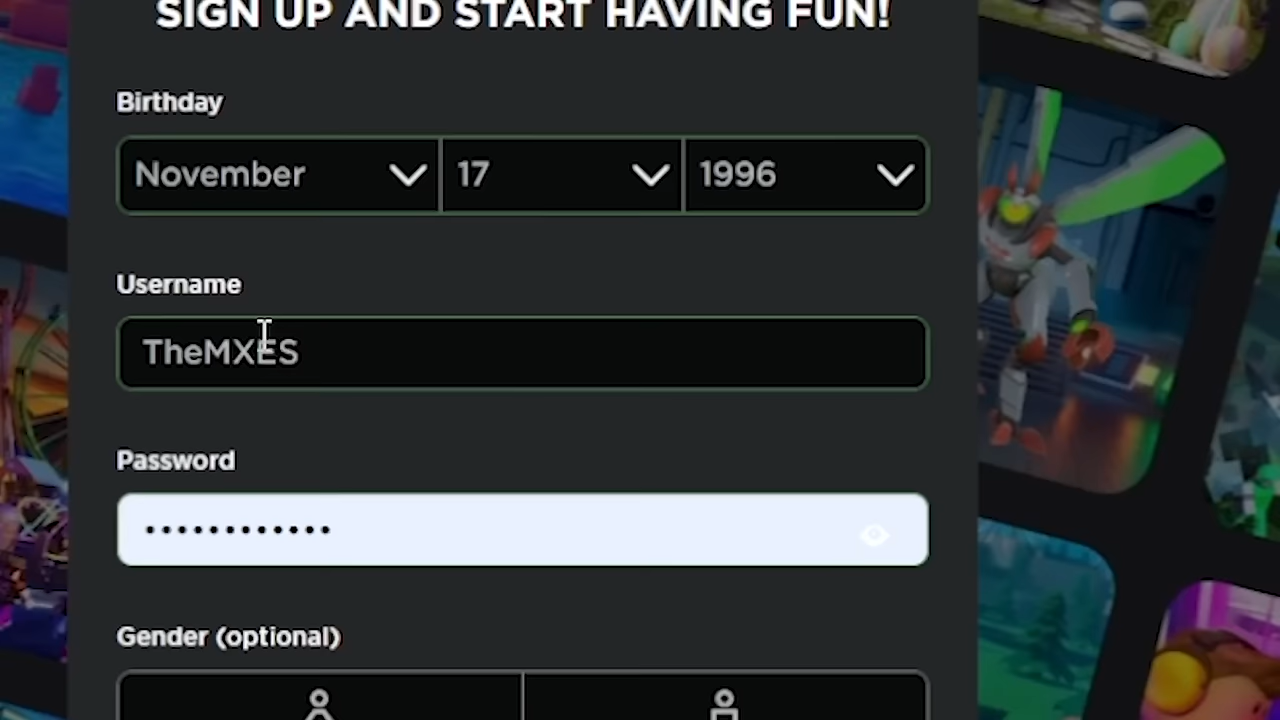 SIGN UP AND START HAVING FUN!
Birthday
November 17 1996
Username
TheMXES
Password
••••••••••••
Gender (optional)